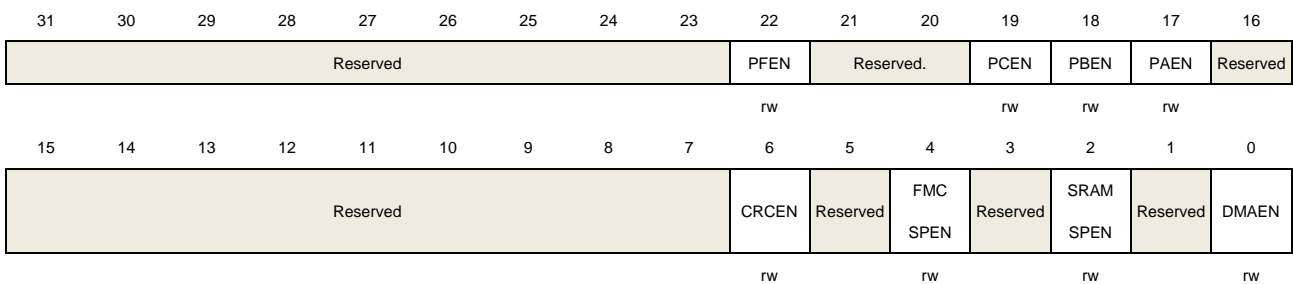 31 30 29 28 27 26 25 24 23 22 21 20 19 18 17 16
Reserved PFEN Reserved. PCEN PBEN PAEN Reserved
rw rw rw rw
15 14 13 12 11 10 9 8 7 6 5 4 3 2 1 0
Reserved CRCEN Reserved FMC SPEN Reserved SRAM SPEN Reserved DMAEN
rw rw rw rw